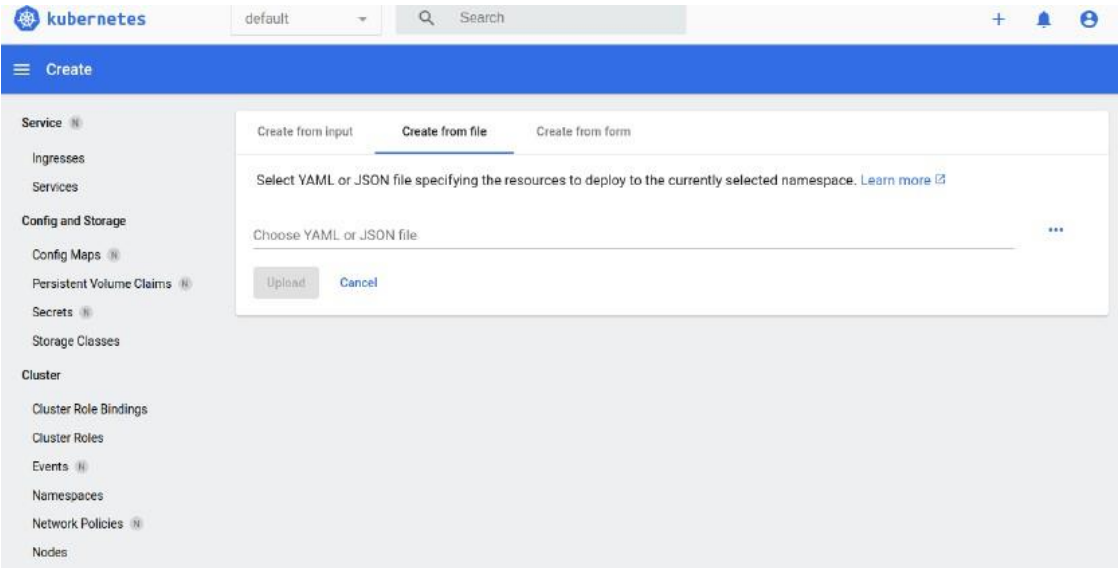 kubernetes
default
Search
Create
Service N
Ingresses
Services
Config and Storage
Config Maps N
Persistent Volume Claims N
Secrets N
Storage Classes
Cluster
Cluster Role Bindings
Cluster Roles
Events N
Namespaces
Network Policies N
Nodes
Create from input
Create from file
Create from form
Select YAML or JSON file specifying the resources to deploy to the currently selected namespace. Learn more
Choose YAML or JSON file
Upload
Cancel